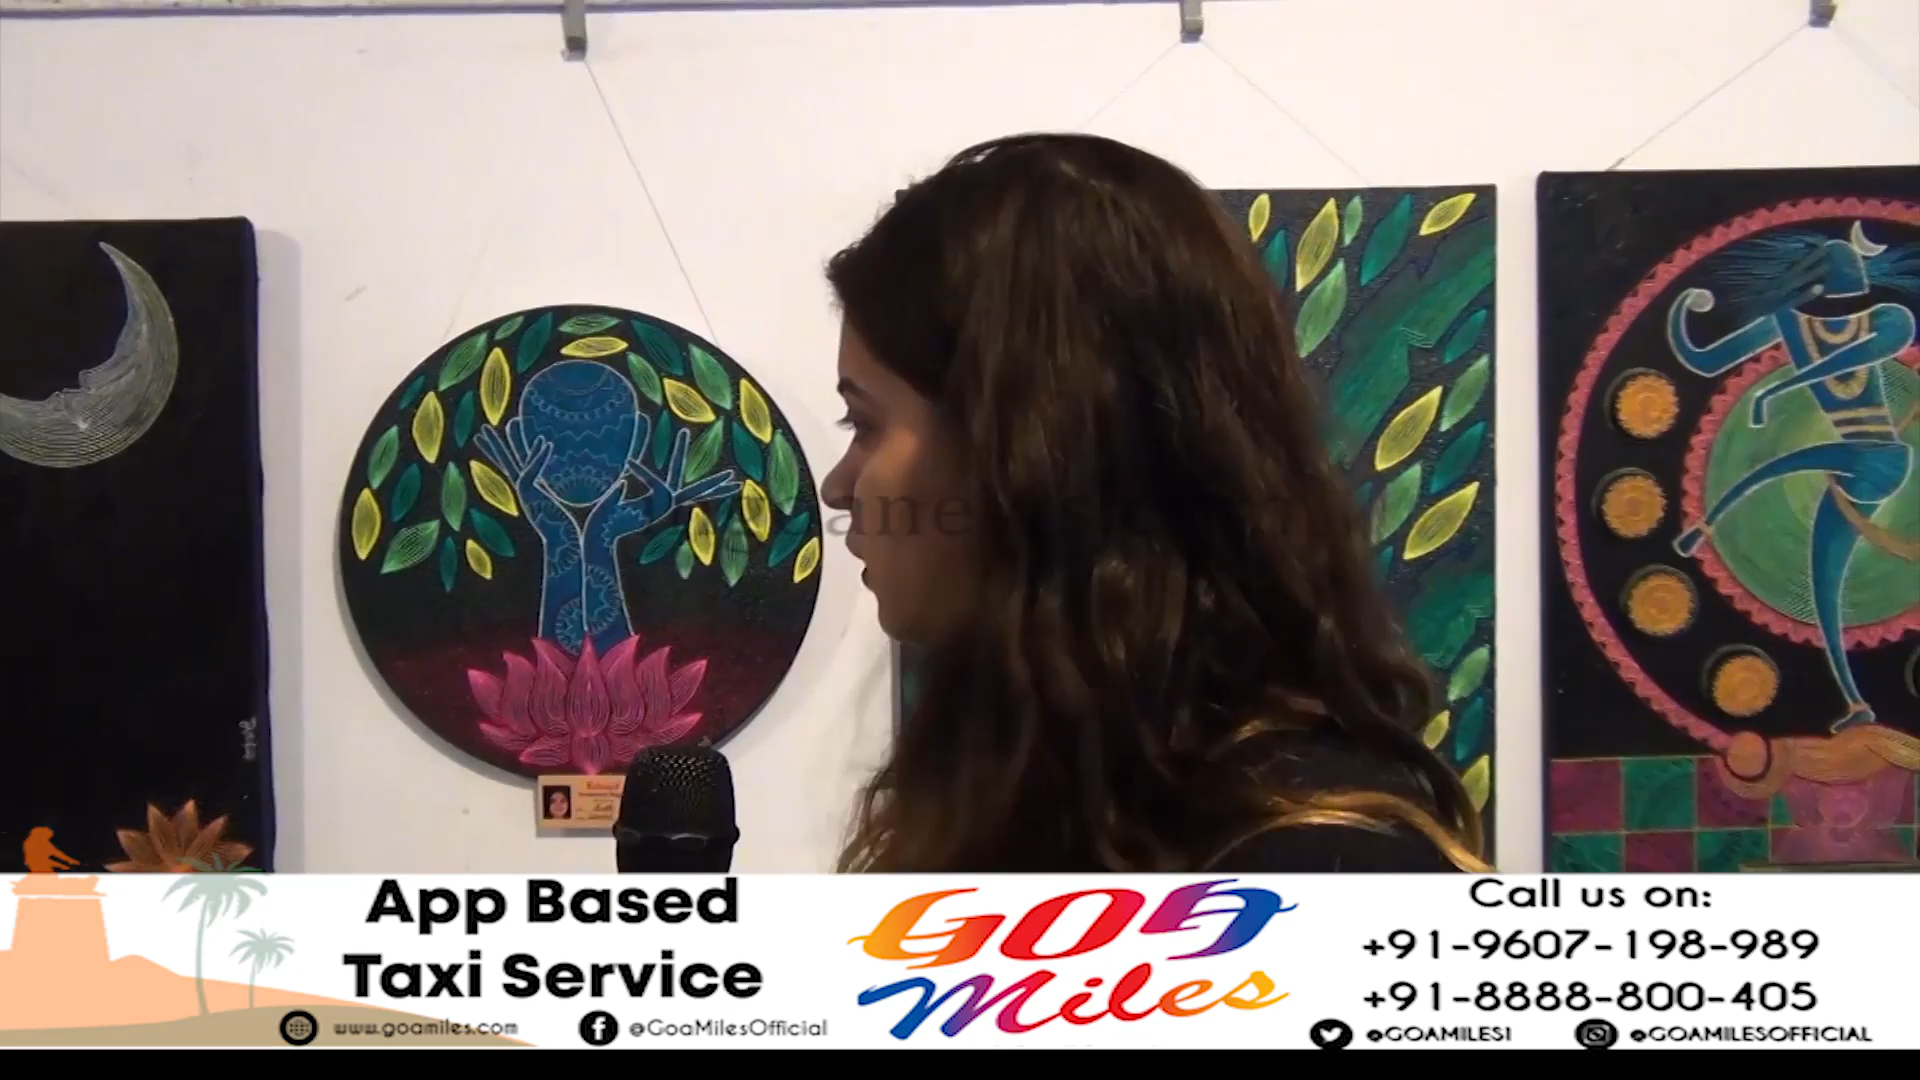 App Based
Taxi Service
www.goamiles.com
@GoaMilesOfficial
GOA
Miles
Call us on:
+91-9607-198-989
+91-8888-800-405
@GOAMILES1
@GOAMILESOFFICIAL